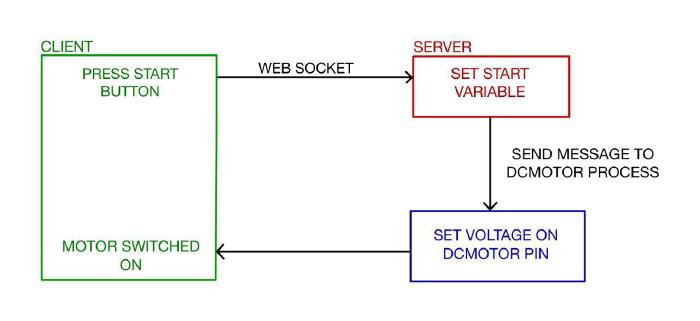 CLIENT
PRESS START
BUTTON
WEB SOCKET
SERVER
SET START
VARIABLE
SEND MESSAGE TO
DCMOTOR PROCESS
SET VOLTAGE ON
DCMOTOR PIN
MOTOR SWITCHED
ON